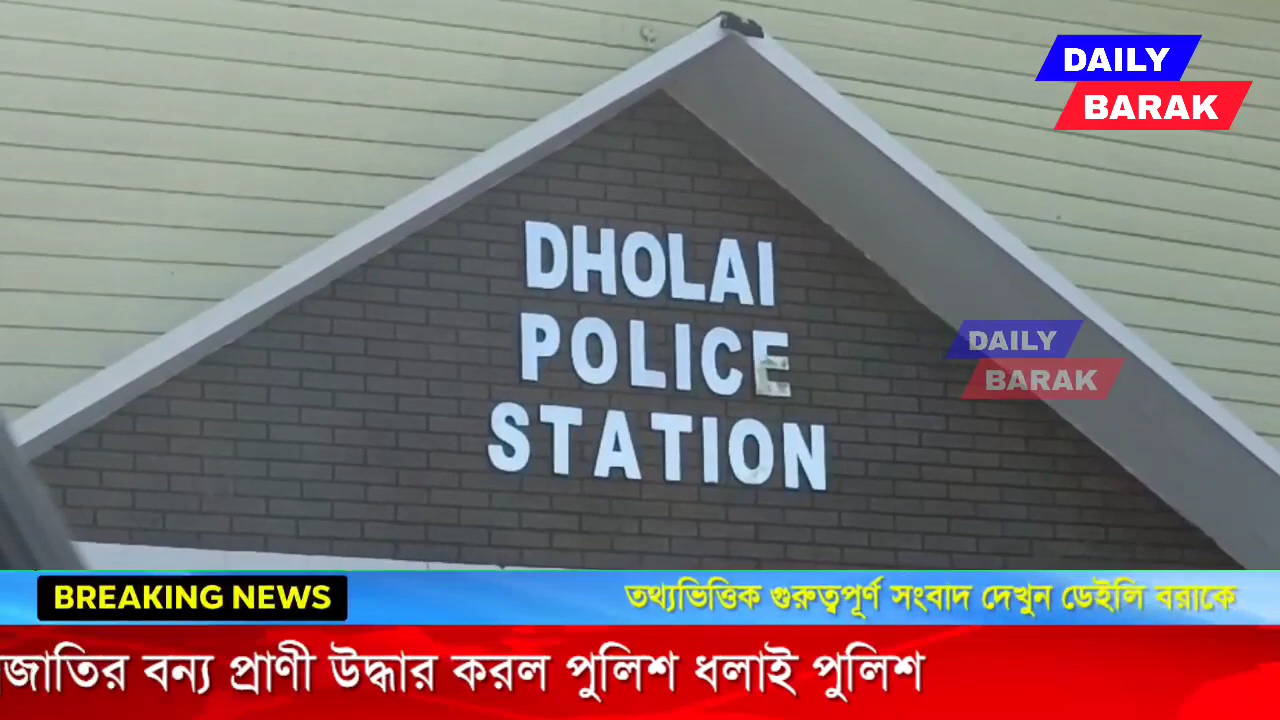 DAILY
BARAK
DHOLAI
POLICE
STATION
DAILY
BARAK
BREAKING NEWS
তথ্যভিত্তিক গুরুত্বপূর্ণ সংবাদ দেখুন ডেইলি বরাকে
জাতির বন্য প্রাণী উদ্ধার করল পুলিশ ধলাই পুলিশ